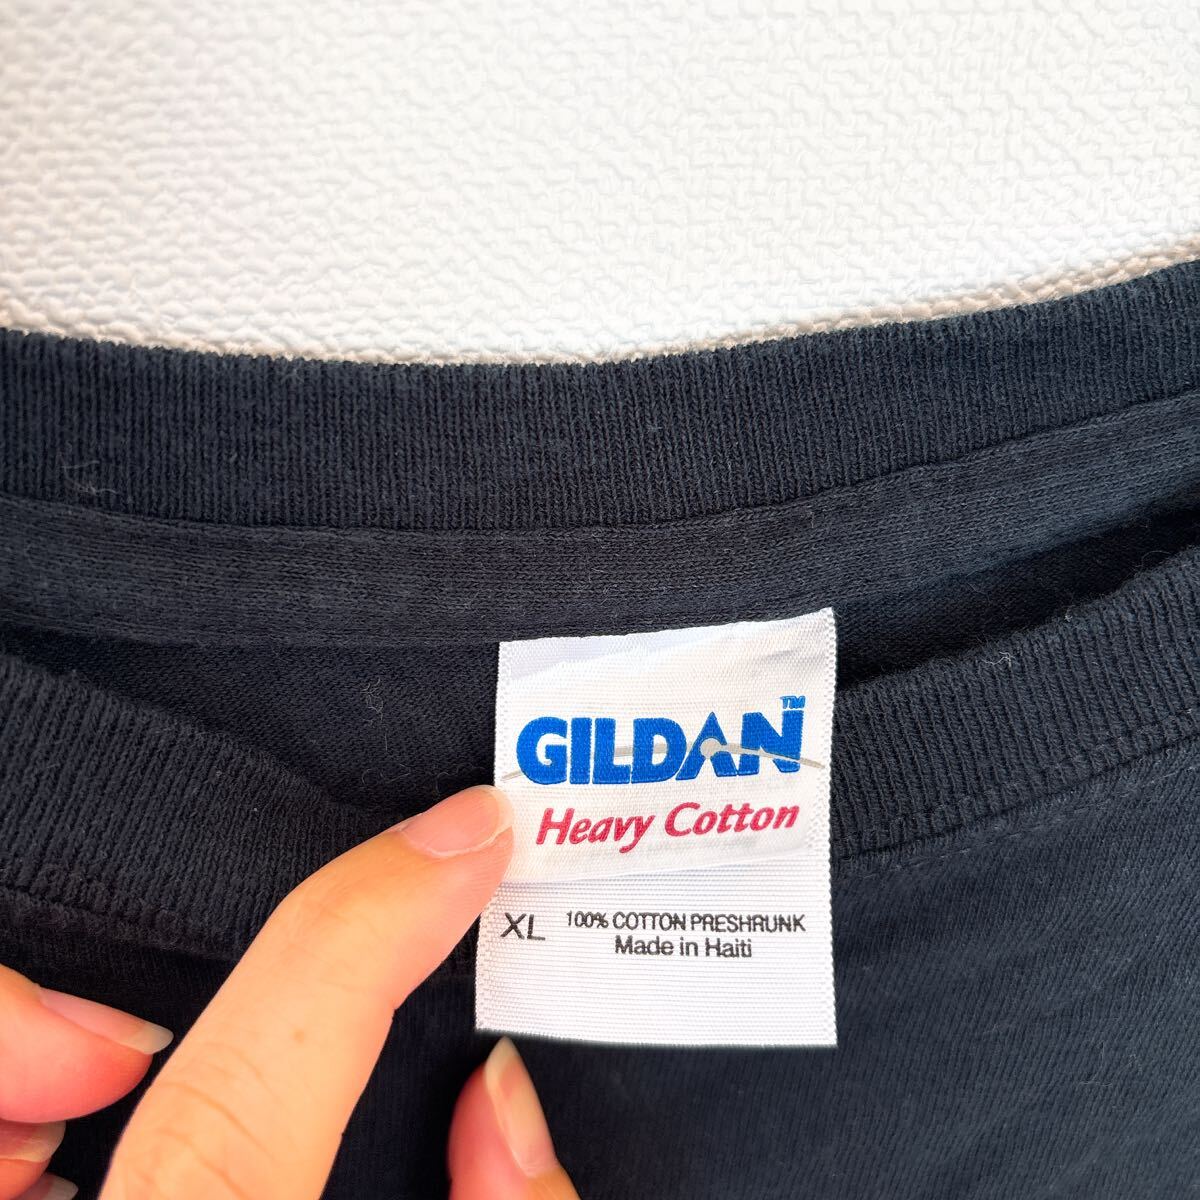 GILDAN™
Heavy Cotton
XL 100% COTTON PRESHRUNK
Made in Haiti